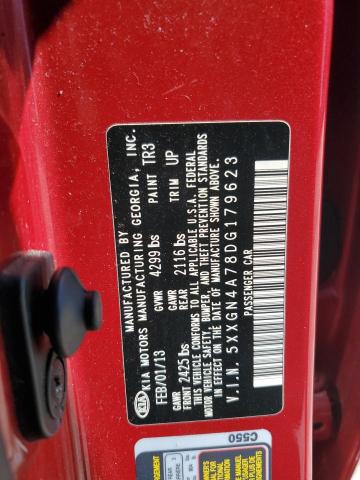 MANUFACTURED BY
KIA KIA MOTORS MANUFACTURING GEORGIA, INC.
FEB/01/13 GVWR 4299 lbs PAINT TR3
GAWR FRONT 2425 lbs GAWR REAR 2116 lbs TRIM UP
THIS VEHICLE CONFORMS TO ALL APPLICABLE U.S.A. FEDERAL
MOTOR VEHICLE SAFETY, BUMPER, AND THEFT PREVENTION STANDARDS
IN EFFECT ON THE DATE OF MANUFACTURE SHOWN ABOVE.
V.I.N. 5XXGN4A78DG179623
PASSENGER CAR
C550